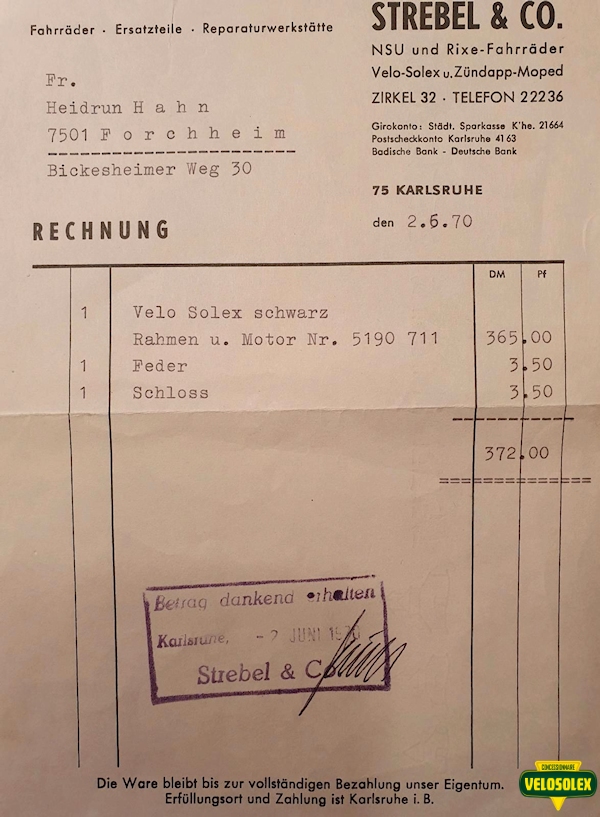 STREBEL & CO.
Fahrräder · Ersatzteile · Reparaturwerkstätte
NSU und Rixe-Fahrräder
Velo-Solex u. Zündapp-Moped
ZIRKEL 32 · TELEFON 22236
Girokonto: Städt. Sparkasse K'he. 21664
Postscheckkonto Karlsruhe 41 63
Badische Bank - Deutsche Bank
Fr.
Heidrun Hahn
7501 Forchheim
Bickesheimer Weg 30
75 KARLSRUHE
den 2.6.70
RECHNUNG
DM Pf
1 Velo Solex schwarz
Rahmen u. Motor Nr. 5190 711 365.00
1 Feder 3.50
1 Schloss 3.50
372.00
Betrag dankend erhalten
Karlsruhe, - 2 JUNI 1970
Strebel & Co
Die Ware bleibt bis zur vollständigen Bezahlung unser Eigentum.
Erfüllungsort und Zahlung ist Karlsruhe i. B.
CONCESSIONNAIRE
VELOSOLEX